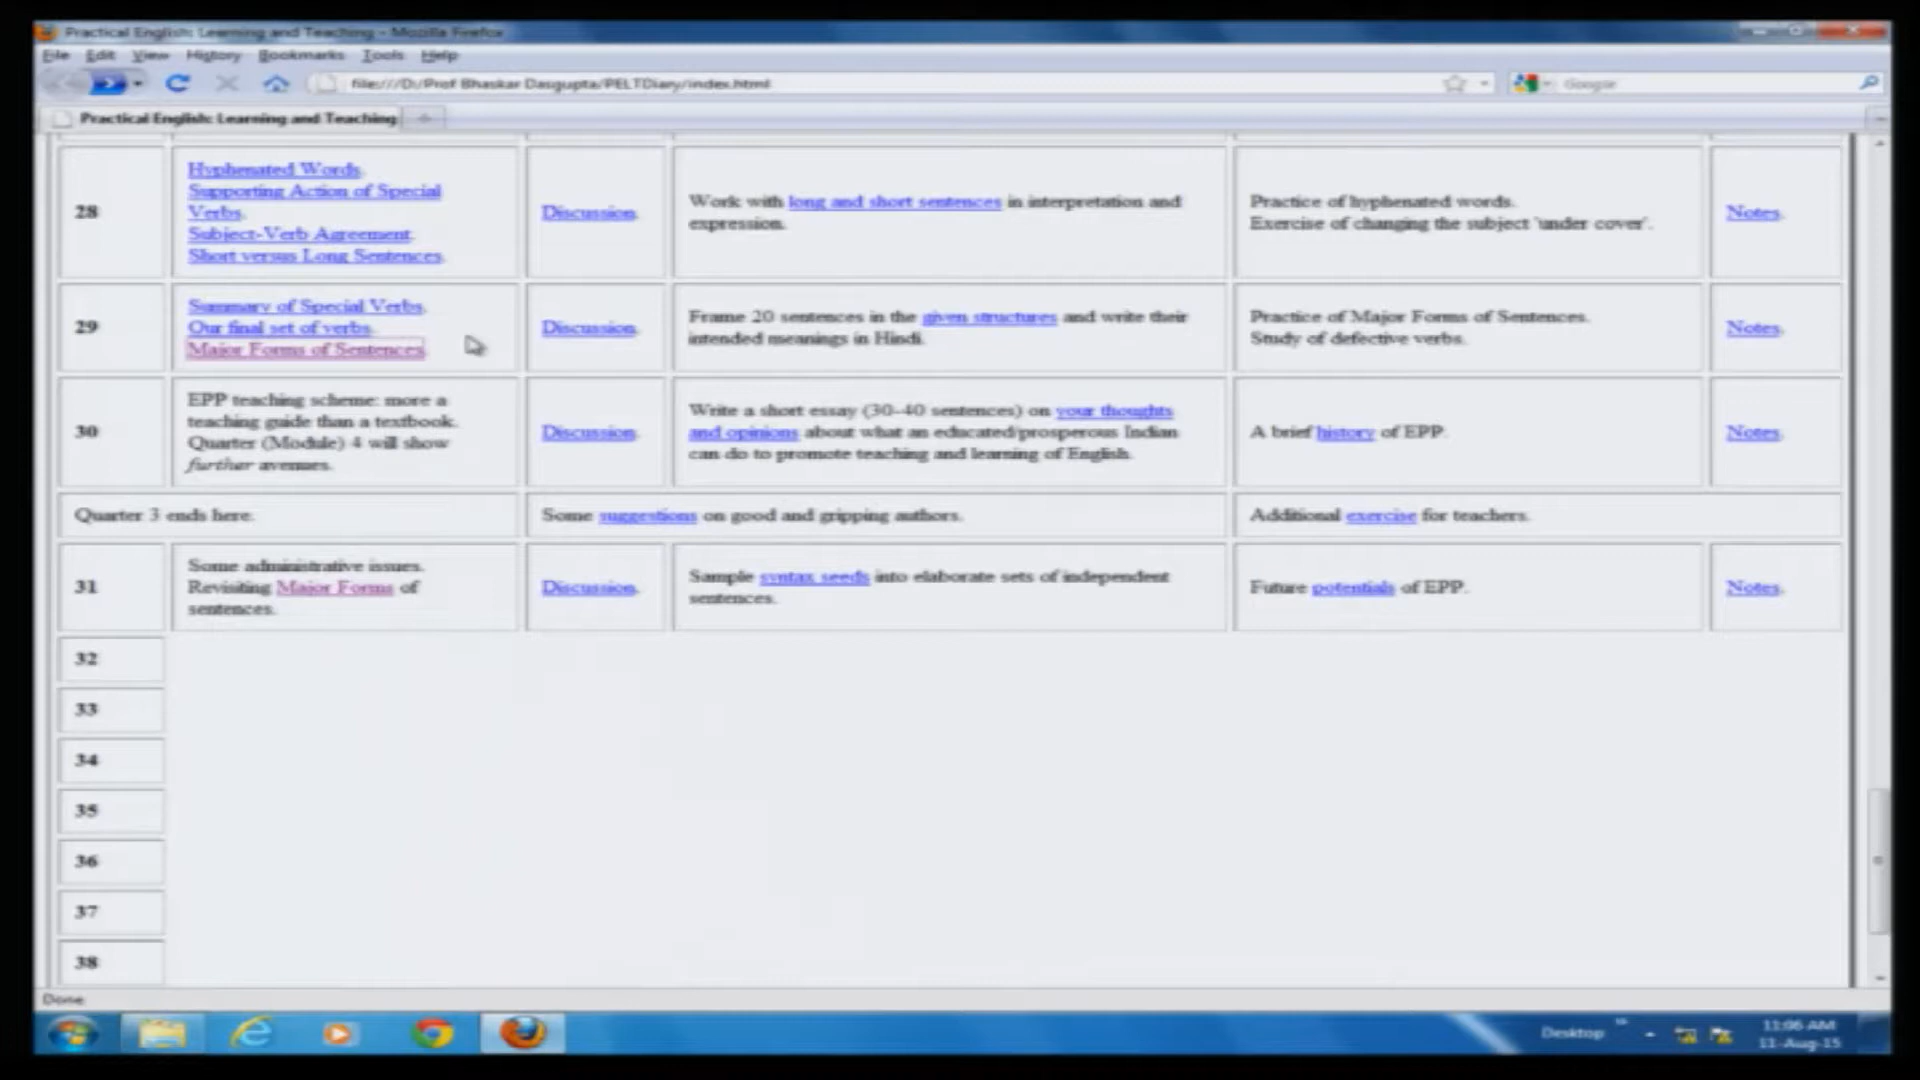 Practical English: Learning and Teaching - Mozilla Firefox
File Edit View History Bookmarks Tools Help
file:///D:/Prof Bhaskar Dasgupta/PELTDiary/index.html
Google
Practical English: Learning and Teaching
28
Hyphenated Words.
Supporting Action of Special
Verbs.
Subject-Verb Agreement.
Short versus Long Sentences.
Discussion.
Work with long and short sentences in interpretation and
expression.
Practice of hyphenated words.
Exercise of changing the subject 'under cover'.
Notes.
29
Summary of Special Verbs.
Our final set of verbs.
Major Forms of Sentences.
Discussion.
Frame 20 sentences in the given structures and write their
intended meanings in Hindi.
Practice of Major Forms of Sentences.
Study of defective verbs.
Notes.
30
EPP teaching scheme: more a
teaching guide than a textbook.
Quarter (Module) 4 will show
further avenues.
Discussion.
Write a short essay (30-40 sentences) on your thoughts
and opinions about what an educated/prosperous Indian
can do to promote teaching and learning of English.
A brief history of EPP.
Notes.
Quarter 3 ends here.
Some suggestions on good and gripping authors.
Additional exercise for teachers.
31
Some administrative issues.
Revisiting Major Forms of
sentences.
Discussion.
Sample syntax seeds into elaborate sets of independent
sentences.
Future potentials of EPP.
Notes.
32
33
34
35
36
37
38
Done
Desktop
11:06 AM
11-Aug-15